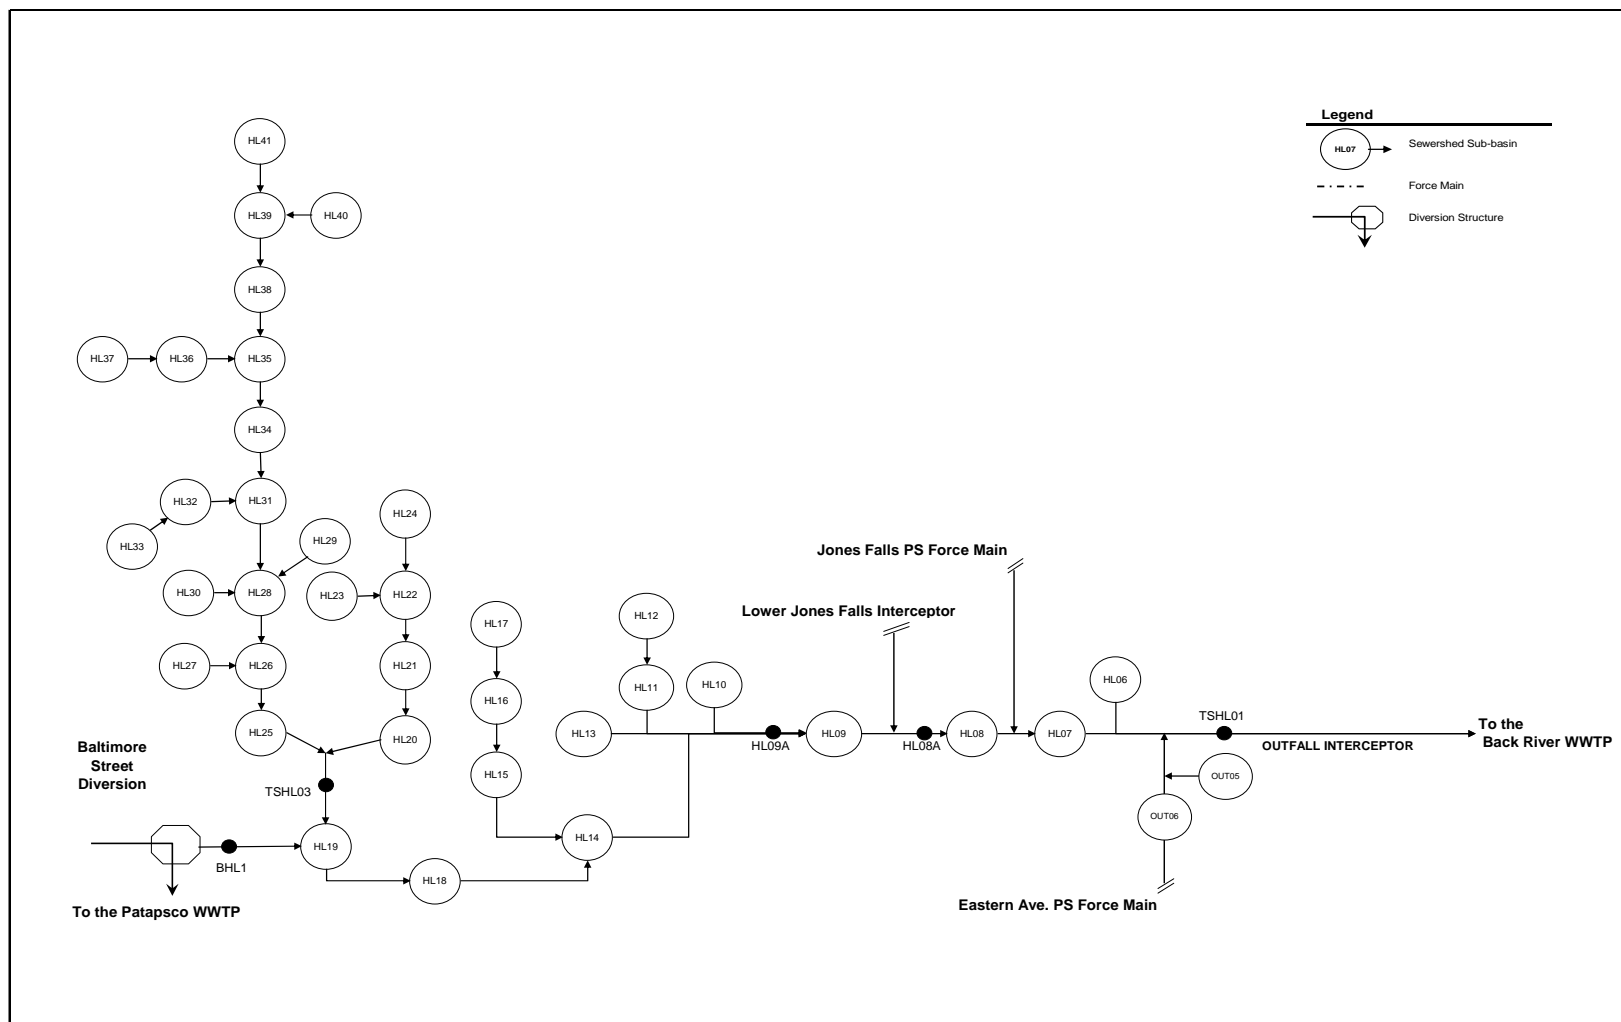 Legend
HL07
Sewershed Sub-basin
Force Main
Diversion Structure
HL41
HL39
HL40
HL38
HL37
HL36
HL35
HL34
HL32
HL31
HL24
HL33
HL29
HL30
HL28
HL23
HL22
HL27
HL26
HL21
HL25
HL20
Jones Falls PS Force Main
Lower Jones Falls Interceptor
HL17
HL12
HL16
HL11
HL10
HL06
HL13
HL09A
HL09
HL08A
HL08
HL07
TSHL01
OUTFALL INTERCEPTOR
To the
Back River WWTP
HL15
OUT05
OUT06
Baltimore
Street
Diversion
TSHL03
HL14
BHL1
HL19
HL18
To the Patapsco WWTP
Eastern Ave. PS Force Main